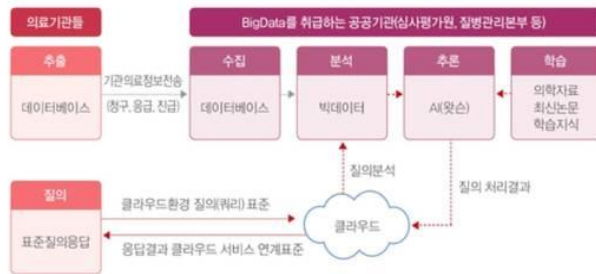 의료기관들
BigData를 취급하는 공공기관(심사평가원, 질병관리본부 등)
추출
데이터베이스
기관의료정보전송
(청구, 응급, 진급)
수집
데이터베이스
분석
빅데이터
추론
AI(왓슨)
학습
의학자료
최신논문
학습지식
질의분석
질의 처리결과
질의
표준질의응답
클라우드환경 질의(쿼리) 표준
응답결과 클라우드 서비스 연계표준
클라우드